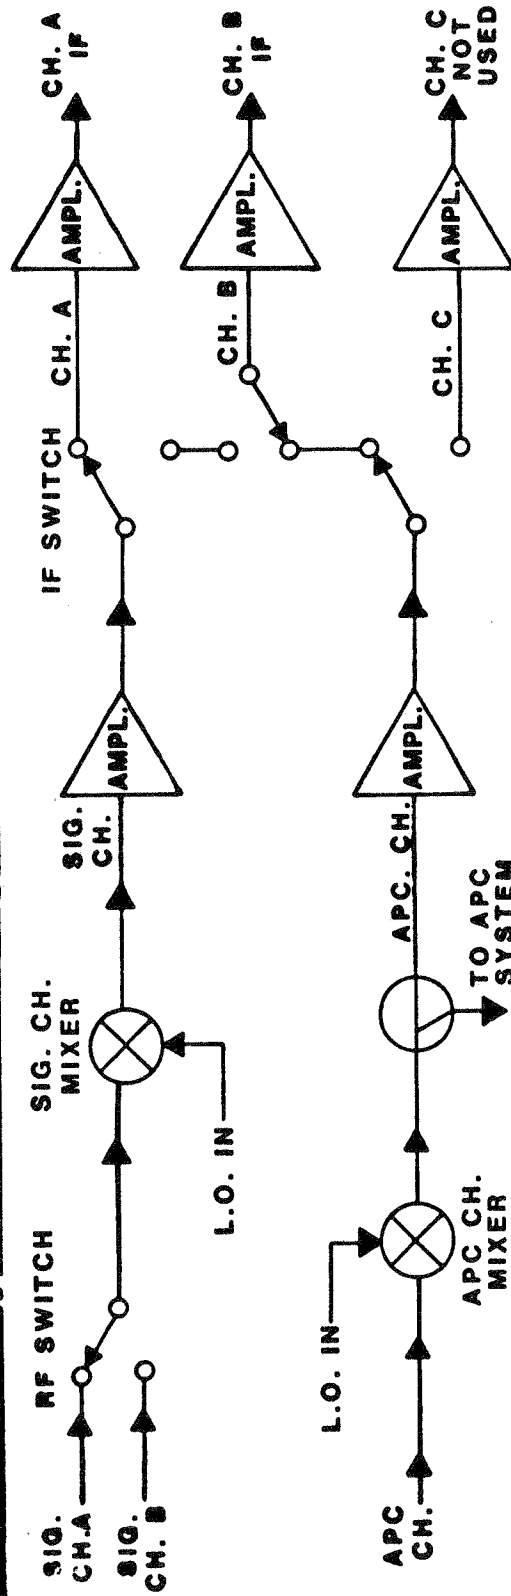 SIG.
CH.A
SIG.
CH. B
RF SWITCH
SIG. CH.
MIXER
L.O. IN
SIG.
CH.
AMPL.
IF SWITCH
CH. A
AMPL.
CH. A
IF
CH. B
AMPL.
CH. B
IF
APC
CH.
L.O. IN
APC CH.
MIXER
TO APC
SYSTEM
APC. CH.
AMPL.
CH. C
AMPL.
CH. C
NOT
USED